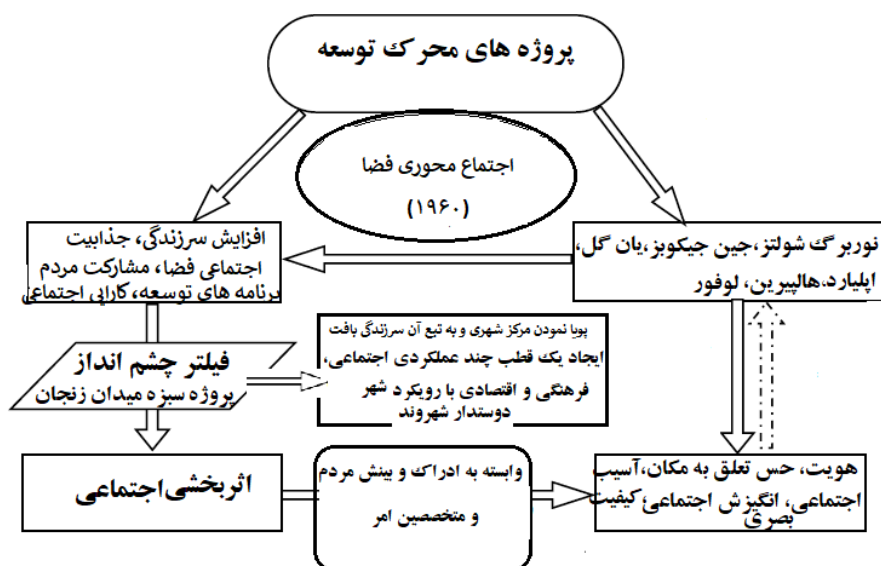 پروژه های محرک توسعه
اجتماع محوری فضا
(۱۹۶۰)
نوربرگ شولتز،جین جیکوبز،یان گل،
اپلیارد،هالپیرین، لوفور
افزایش سرزندگی، جذابیت
اجتماعی فضا، مشارکت مردم
برنامه های توسعه، کارایی اجتماعی
فیلتر چشم انداز
پروژه سبزه میدان زنجان
پویا نمودن مرکز شهری و به تبع آن سرزندگی بافت
ایجاد یک قطب چند عملکردی اجتماعی،
فرهنگی و اقتصادی با رویکرد شهر
دوستدار شهروند
اثربخشی اجتماعی
وابسته به ادراک و بینش مردم
و متخصصین امر
هویت، حس تعلق به مکان، آسیب
اجتماعی، انگیزش اجتماعی، کیفیت
بصری